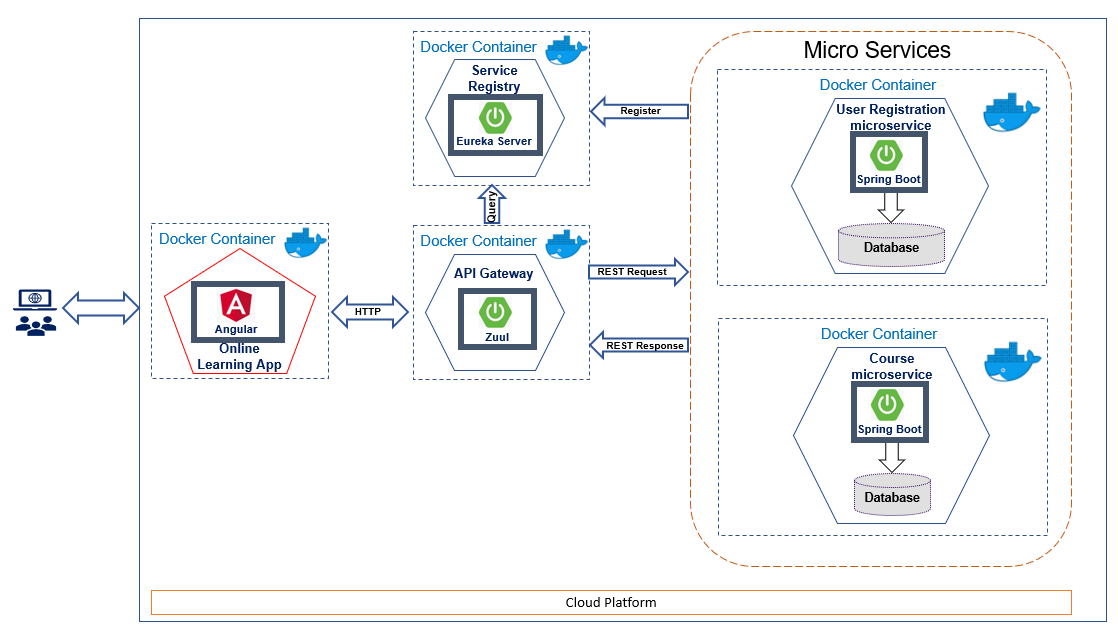 Docker Container
Service
Registry
Eureka Server
Register
Micro Services
Docker Container
User Registration
microservice
Spring Boot
Database
Query
Docker Container
Angular
Online
Learning App
HTTP
Docker Container
API Gateway
Zuul
REST Request
REST Response
Docker Container
Course
microservice
Spring Boot
Database
Cloud Platform